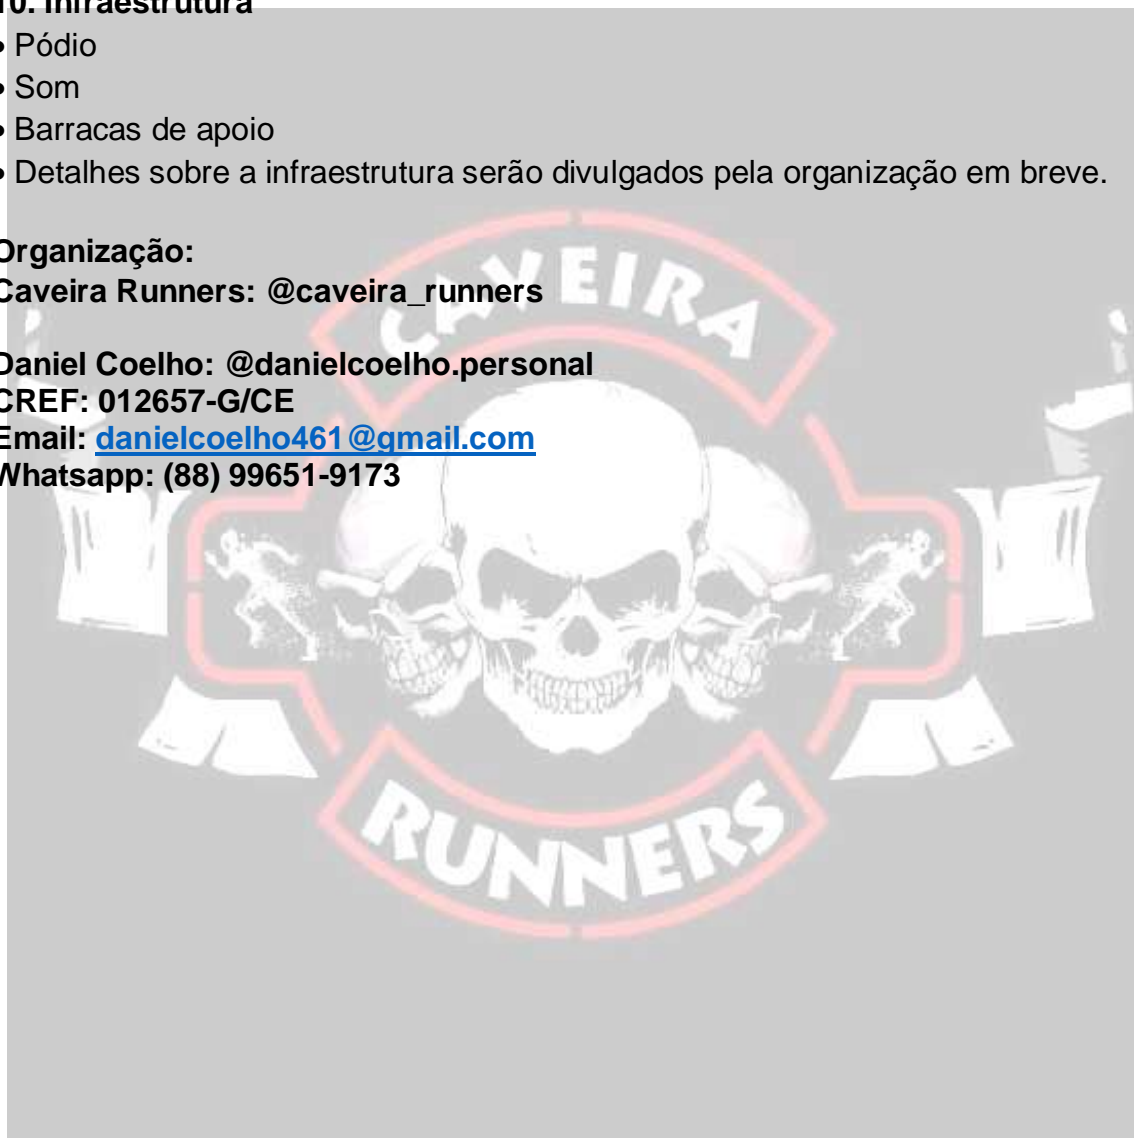 10. Infraestrutura
• Pódio
• Som
• Barracas de apoio
• Detalhes sobre a infraestrutura serão divulgados pela organização em breve.
Organização:
Caveira Runners: @caveira_runners
Daniel Coelho: @danielcoelho.personal
CREF: 012657-G/CE
Email: danielcoelho461@gmail.com
Whatsapp: (88) 99651-9173
CAVEIRA
RUNNERS